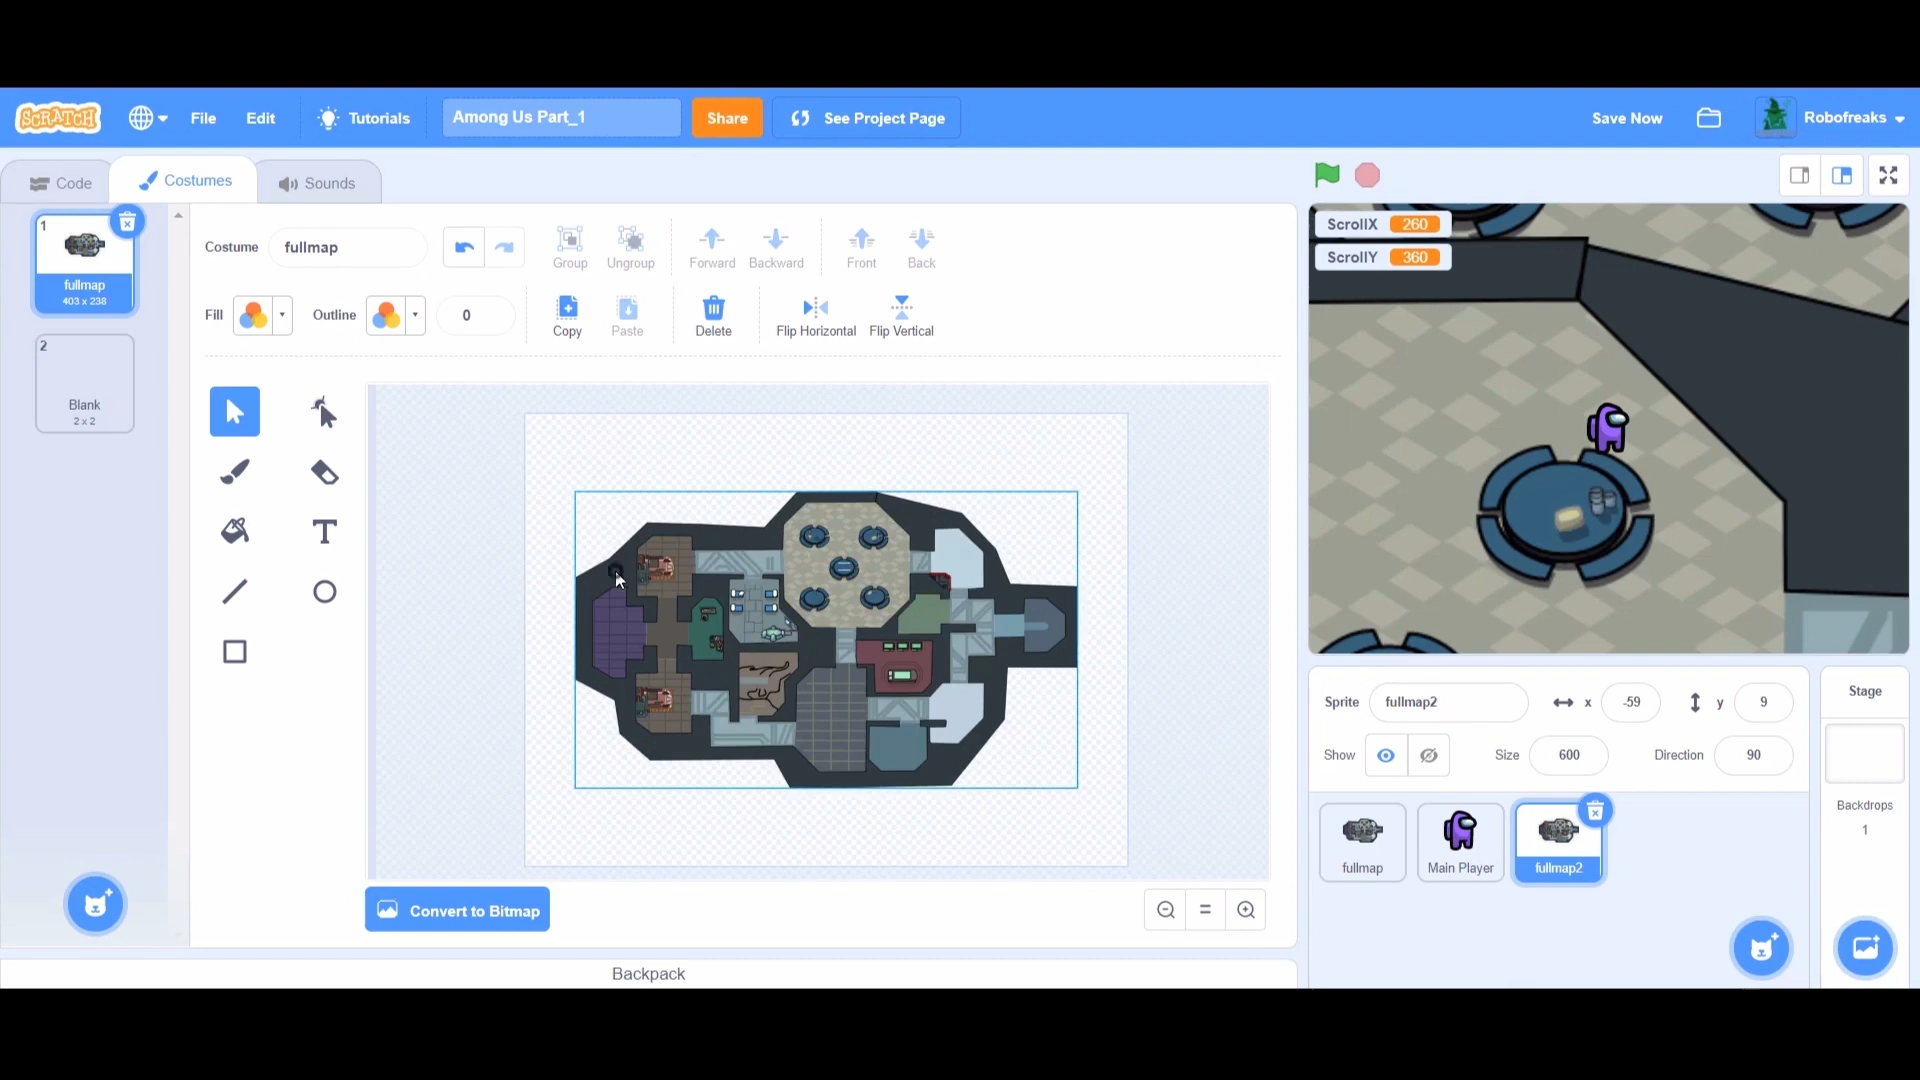 SCRATCH
File
Edit
Tutorials
Among Us Part_1
Share
See Project Page
Save Now
Robofreaks
Code
Costumes
Sounds
1
fullmap
403 x 238
2
Blank
2 x 2
Costume
fullmap
Group
Ungroup
Forward
Backward
Front
Back
Fill
Outline
0
Copy
Paste
Delete
Flip Horizontal
Flip Vertical
Convert to Bitmap
Backpack
ScrollX 260
ScrollY 360
Sprite
fullmap2
x
-59
y
9
Show
Size
600
Direction
90
fullmap
Main Player
fullmap2
Stage
Backdrops
1